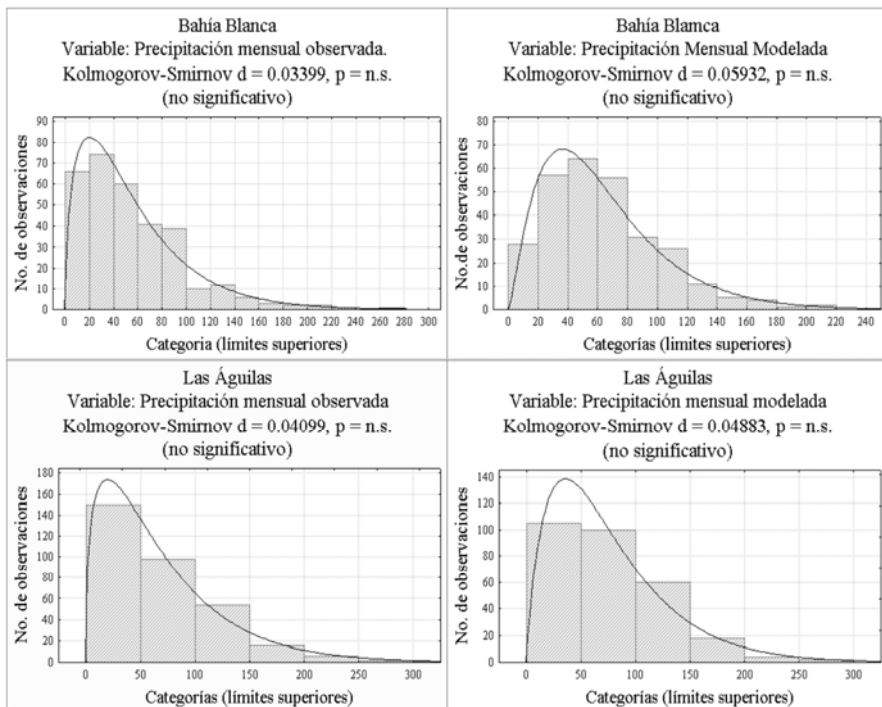 Bahía Blanca
Variable: Precipitación mensual observada.
Kolmogorov-Smirnov d = 0.03399, p = n.s.
(no significativo)
No. de observaciones
90
80
70
60
50
40
30
20
10
0
0 20 40 60 80 100 120 140 160 180 200 220 240 260 280 300
Categoria (límites superiores)
Bahía Blamca
Variable: Precipitación Mensual Modelada
Kolmogorov-Smirnov d = 0.05932, p = n.s.
(no significativo)
No.de observaciones
80
70
60
50
40
30
20
10
0
0 20 40 60 80 100 120 140 160 180 200 220 240
Categorías (límites superiores)
Las Águilas
Variable: Precipitación mensual observada
Kolmogorov-Smirnov d = 0.04099, p = n.s.
(no significativo)
No. de observaciones
180
160
140
120
100
80
60
40
20
0
0 50 100 150 200 250 300
Categorías (límites superiores)
Las Águilas
Variable: Precipitación mensual modelada
Kolmogorov-Smirnov d = 0.04883, p = n.s.
(no significativo)
No. de observaciones
140
120
100
80
60
40
20
0
0 50 100 150 200 250 300
Categorías (límites superiores)